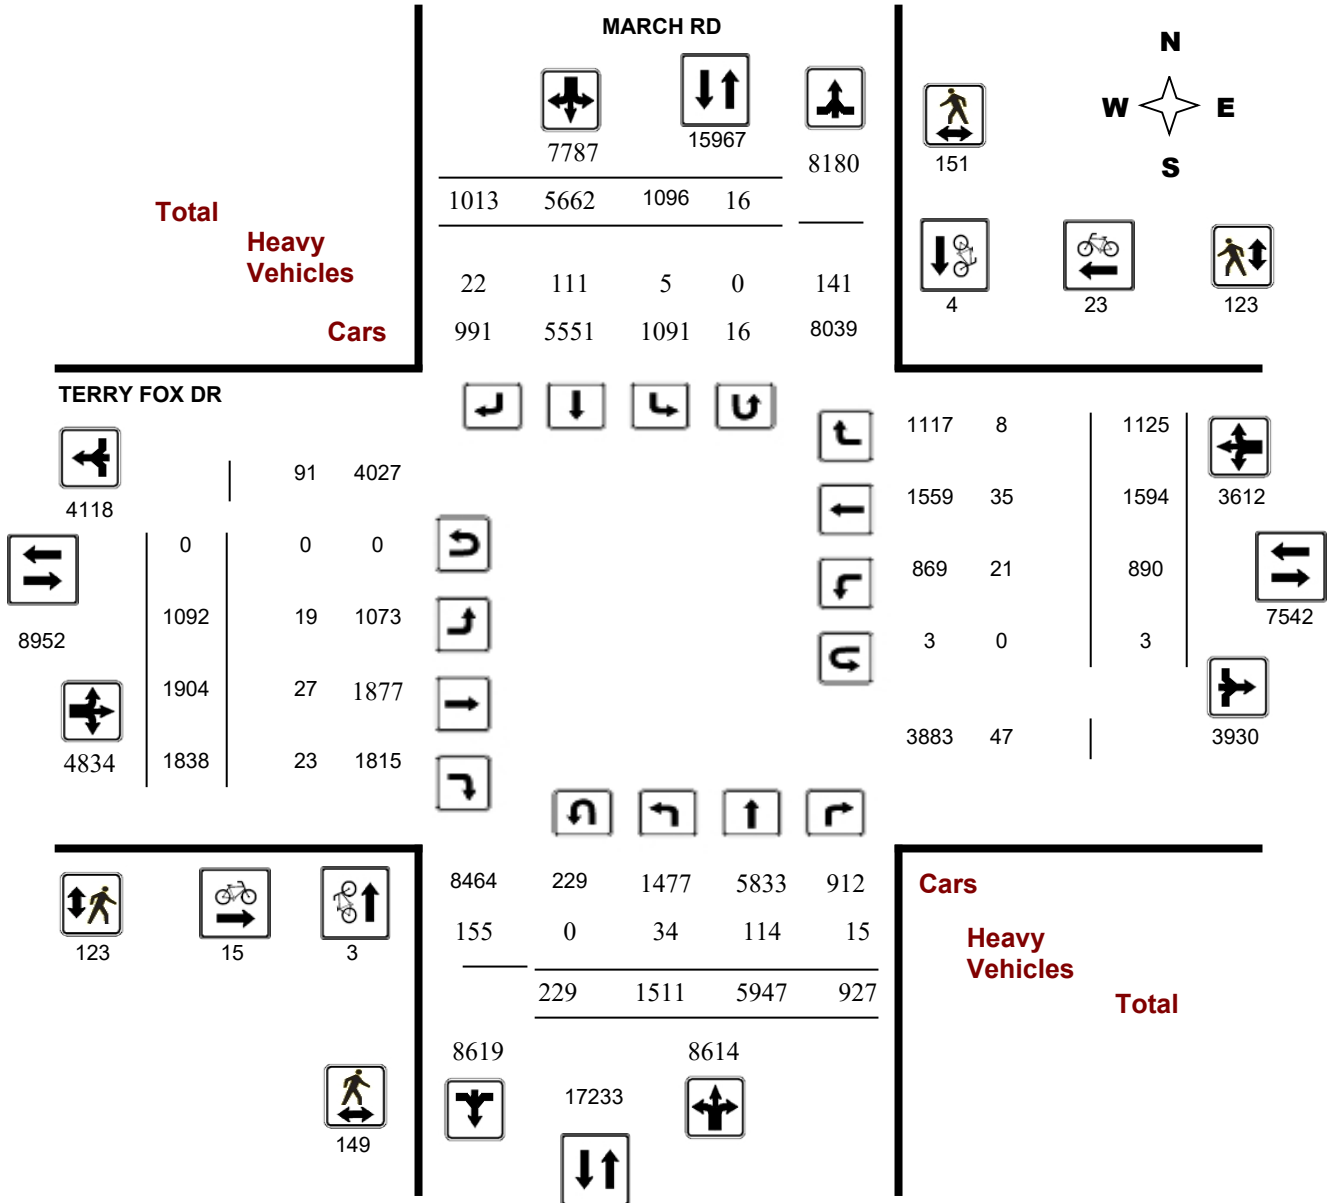 MARCH RD
N
W E
S
7787 15967 8180 151
1013 5662 1096 16
Total
Heavy
Vehicles
22 111 5 0 141
4 23 123
Cars
991 5551 1091 16 8039
TERRY FOX DR
1117 8 1125
91 4027
4118
1559 35 1594 3612
0 0 0
869 21 890
1092 19 1073
7542
8952
3 0 3
1904 27 1877
3883 47 3930
4834 1838 23 1815
8464 229 1477 5833 912
Cars
155 0 34 114 15
Heavy
Vehicles
123 15 3
229 1511 5947 927
Total
8619 8614
17233
149